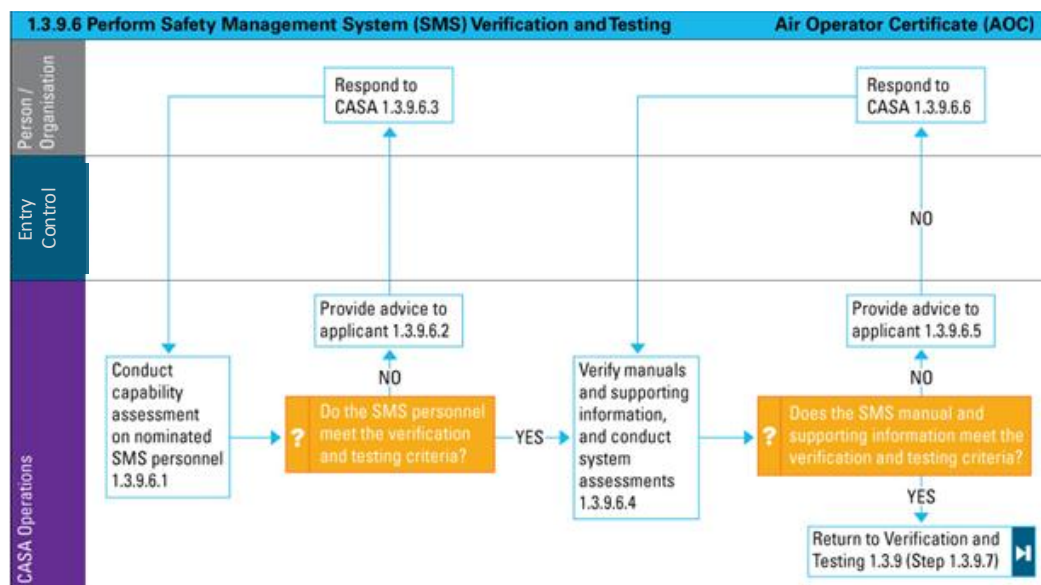 1.3.9.6 Perform Safety Management System (SMS) Verification and Testing
Air Operator Certificate (AOC)
Person /
Organisation
Respond to
CASA 1.3.9.6.3
Respond to
CASA 1.3.9.6.6
Entry
Control
NO
CASA Operations
Provide advice to
applicant 1.3.9.6.2
Provide advice to
applicant 1.3.9.6.5
Conduct
capability
assessment
on nominated
SMS personnel
1.3.9.6.1
NO
? Do the SMS personnel
meet the verification
and testing criteria?
YES
Verify manuals
and supporting
information,
and conduct
system
assessments
1.3.9.6.4
NO
? Does the SMS manual and
supporting information meet the
verification and testing criteria?
YES
Return to Verification and
Testing 1.3.9 (Step 1.3.9.7)